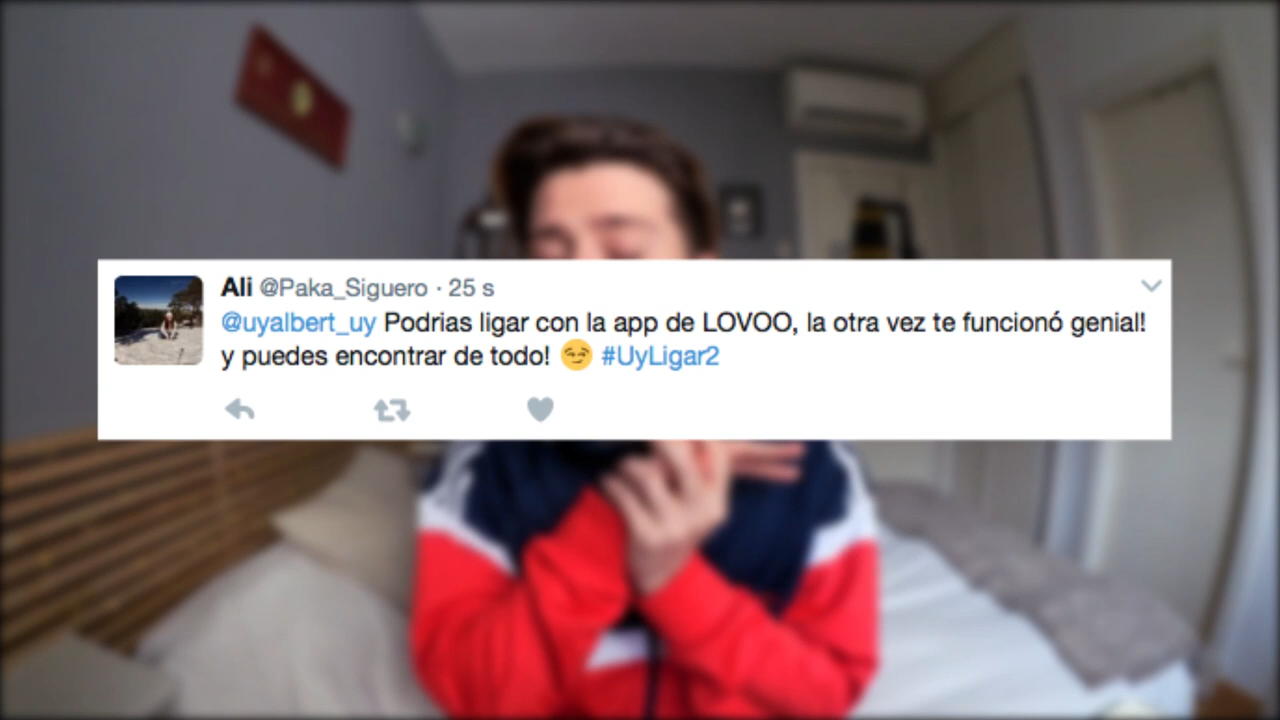 Ali @Paka_Siguero · 25 s
@uyalbert_uy Podrias ligar con la app de LOVOO, la otra vez te funcionó genial!
y puedes encontrar de todo! 😏 #UyLigar2